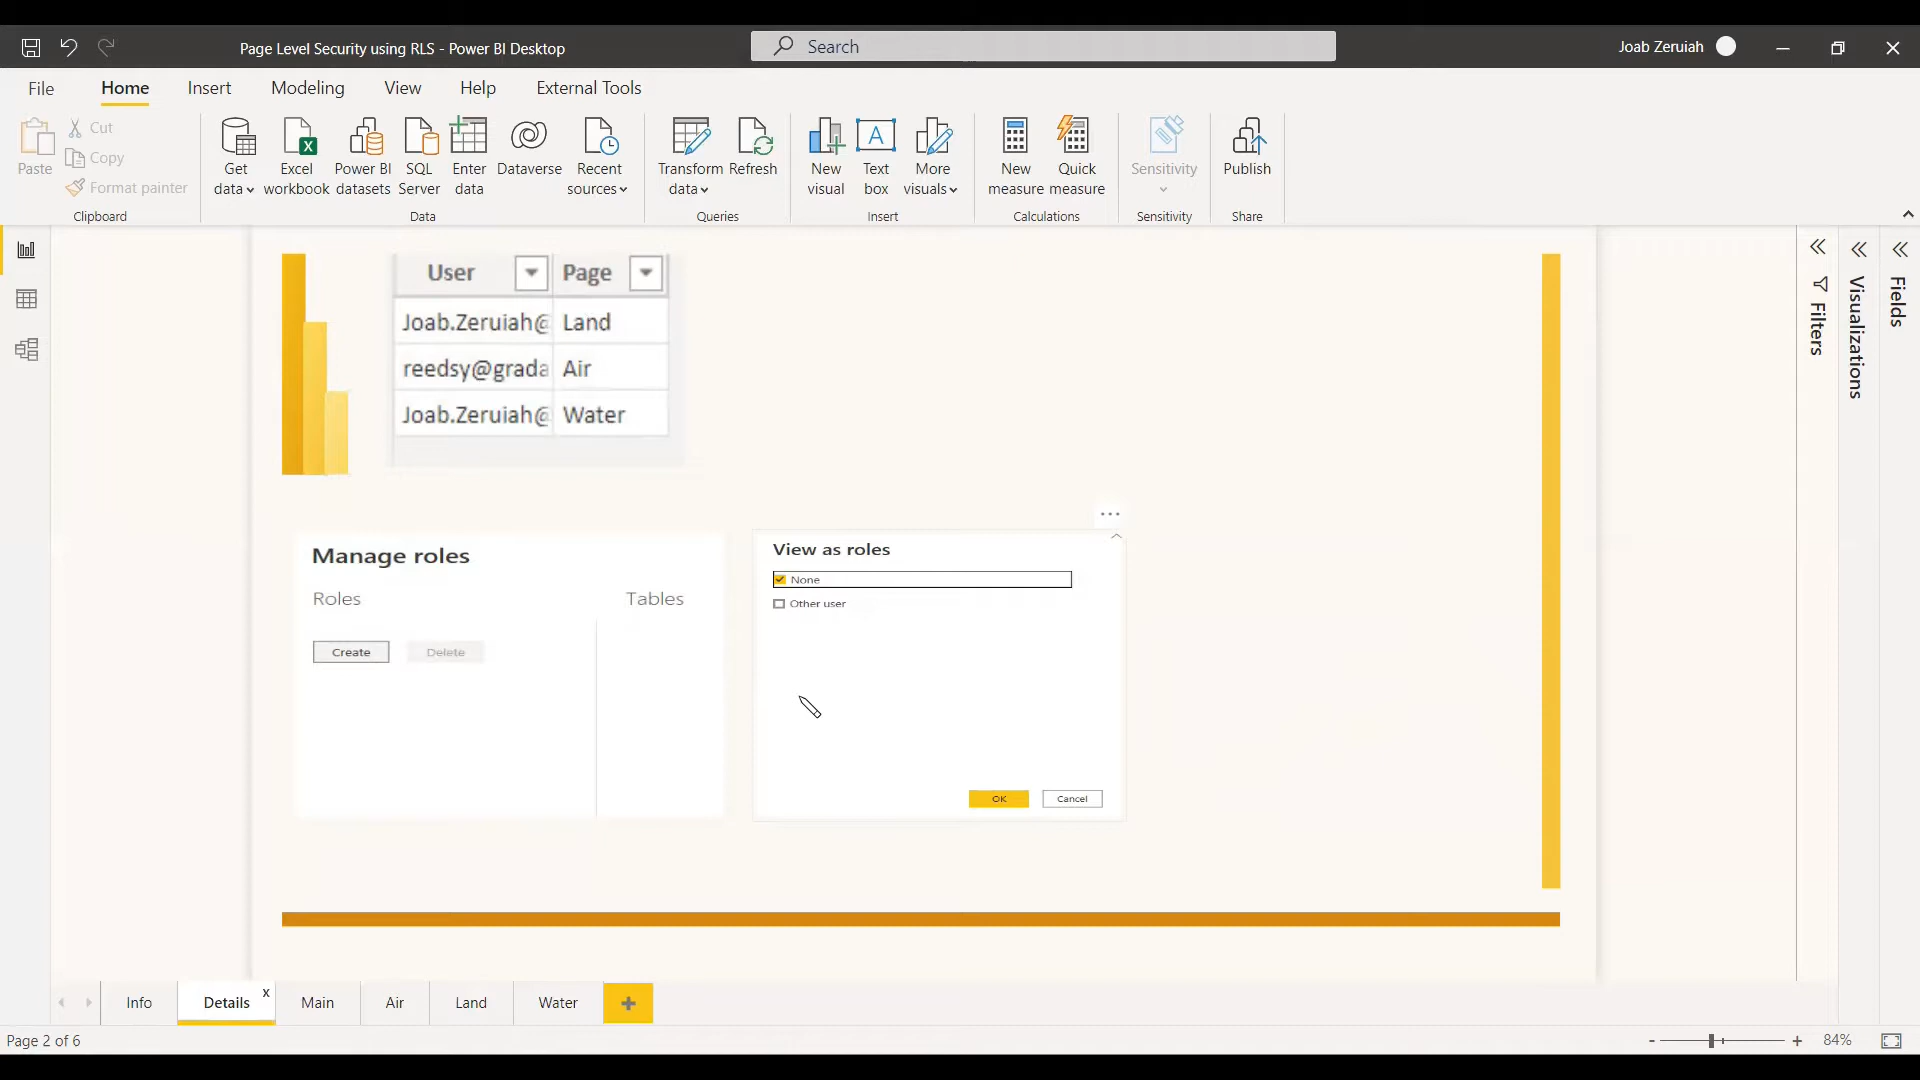 Page Level Security using RLS - Power BI Desktop
Search
Joab Zeruiah
File Home Insert Modeling View Help External Tools
Paste
Cut
Copy
Format painter
Clipboard
Get data
Excel workbook
Power BI datasets
SQL Server
Enter data
Dataverse
Recent sources
Data
Transform data
Refresh
Queries
New visual
Text box
More visuals
Insert
New measure
Quick measure
Calculations
Sensitivity
Sensitivity
Publish
Share
User Page
Joab.Zeruiah@ Land
reedsy@grada Air
Joab.Zeruiah@ Water
Manage roles
Roles Tables
Create Delete
View as roles
None
Other user
OK Cancel
Filters
Visualizations
Fields
Info Details x Main Air Land Water +
Page 2 of 6
- + 84%